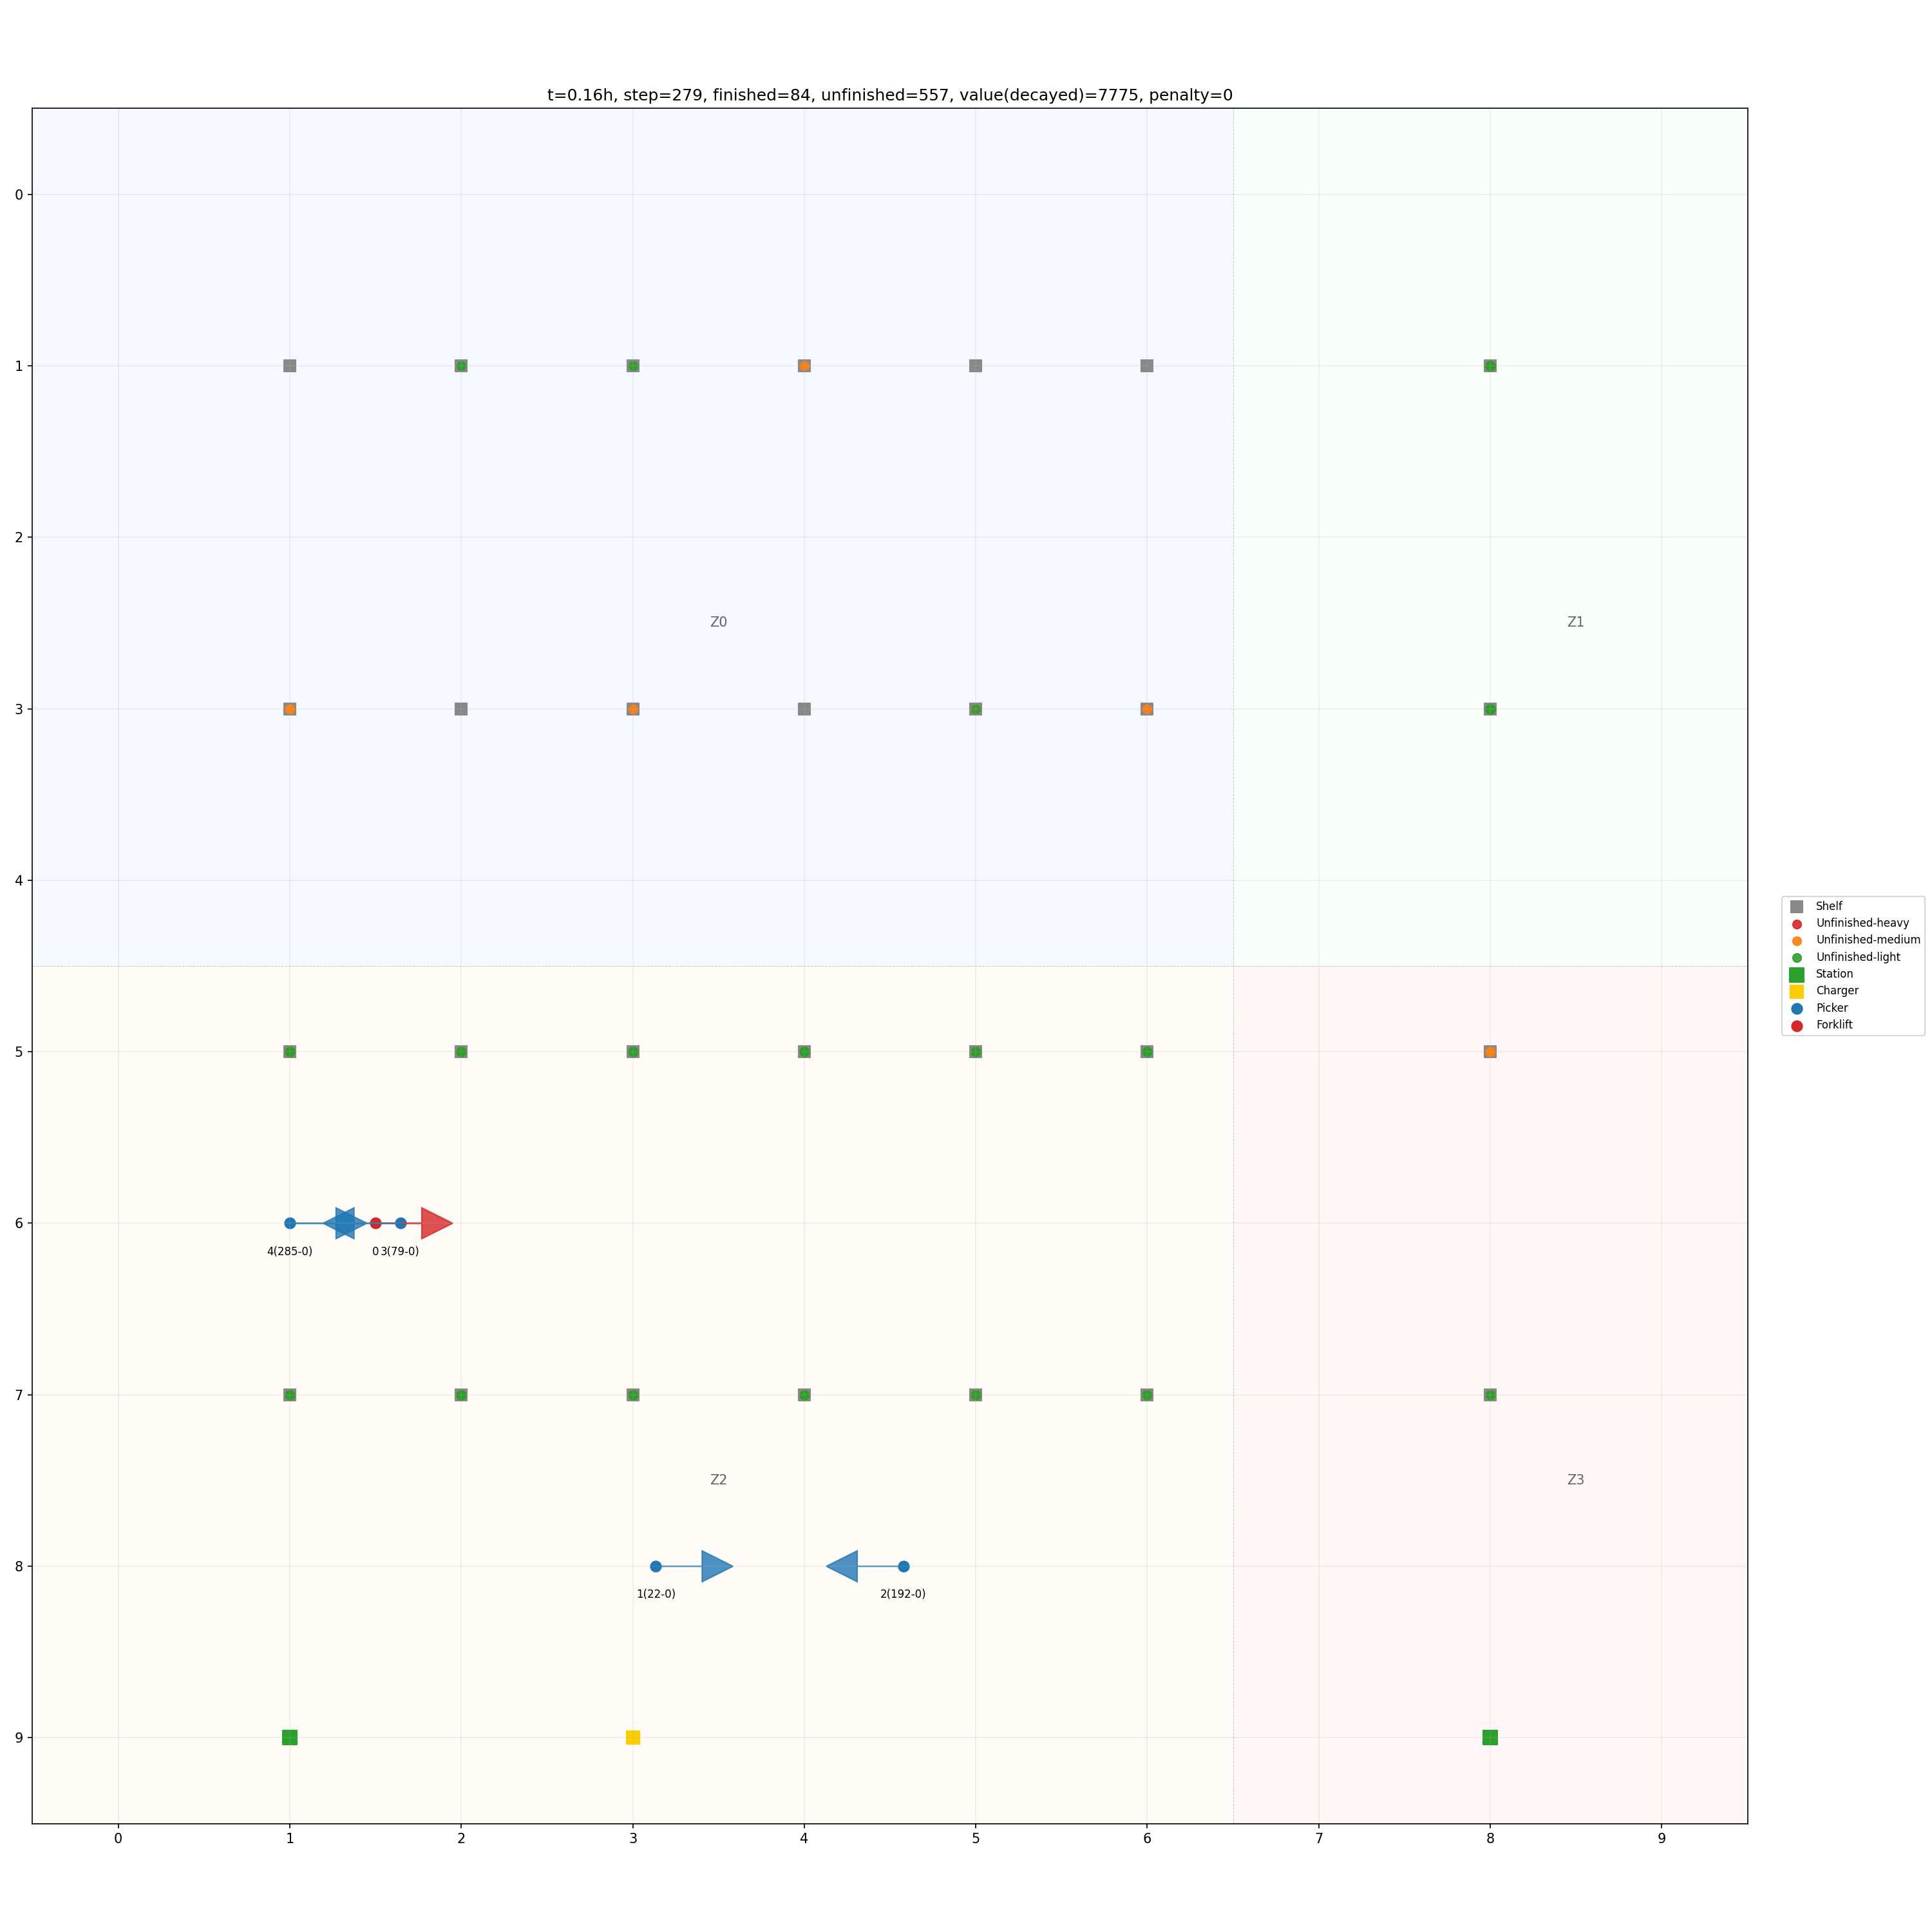 t=0.16h, step=279, finished=84, unfinished=557, value(decayed)=7775, penalty=0
0
1
2
Z0
Z1
3
4
Shelf
Unfinished-heavy
Unfinished-medium
Unfinished-light
Station
Charger
Picker
Forklift
5
6
4(285-0)
0
3(79-0)
7
Z2
Z3
8
1(22-0)
2(192-0)
9
0 1 2 3 4 5 6 7 8 9